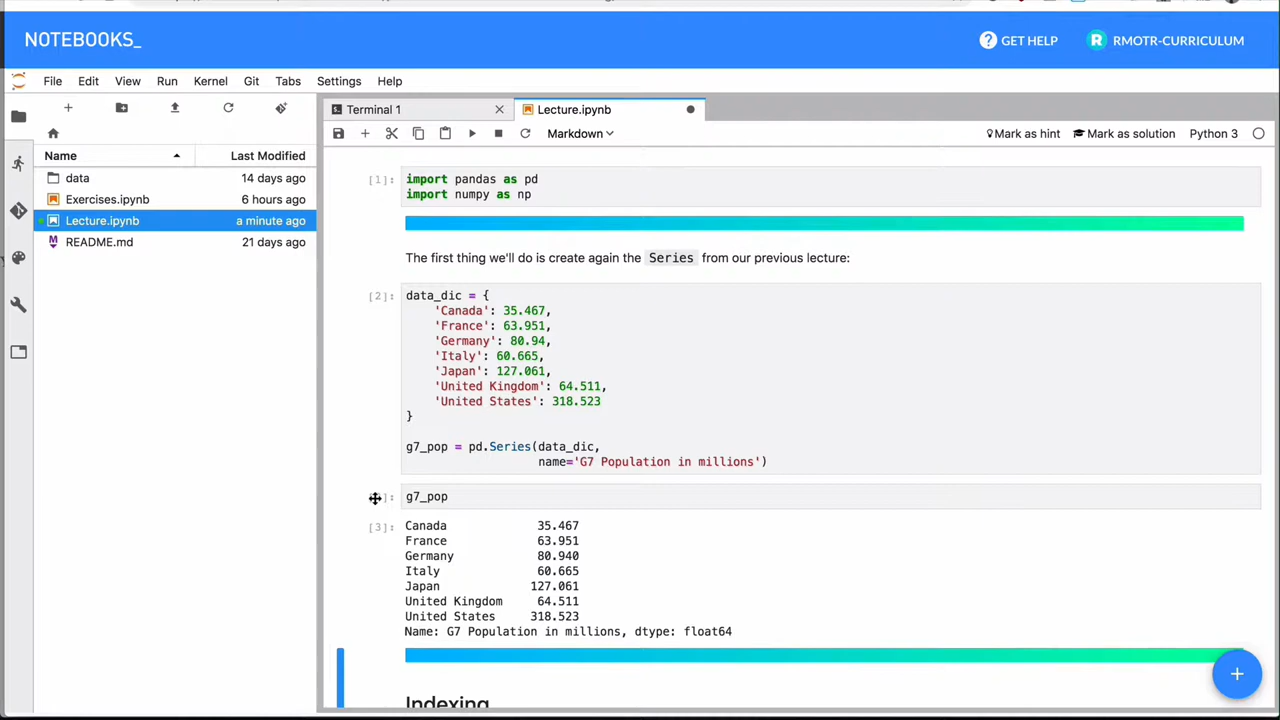 NOTEBOOKS_
GET HELP
R RMOTR-CURRICULUM
File Edit View Run Kernel Git Tabs Settings Help
Name Last Modified
data 14 days ago
Exercises.ipynb 6 hours ago
Lecture.ipynb a minute ago
README.md 21 days ago
Terminal 1
Lecture.ipynb
Markdown
Mark as hint
Mark as solution
Python 3
[1]: import pandas as pd
import numpy as np
The first thing we'll do is create again the Series from our previous lecture:
[2]: data_dic = {
'Canada': 35.467,
'France': 63.951,
'Germany': 80.94,
'Italy': 60.665,
'Japan': 127.061,
'United Kingdom': 64.511,
'United States': 318.523
}
g7_pop = pd.Series(data_dic,
name='G7 Population in millions')
]: g7_pop
[3]: Canada 35.467
France 63.951
Germany 80.940
Italy 60.665
Japan 127.061
United Kingdom 64.511
United States 318.523
Name: G7 Population in millions, dtype: float64
Indexing